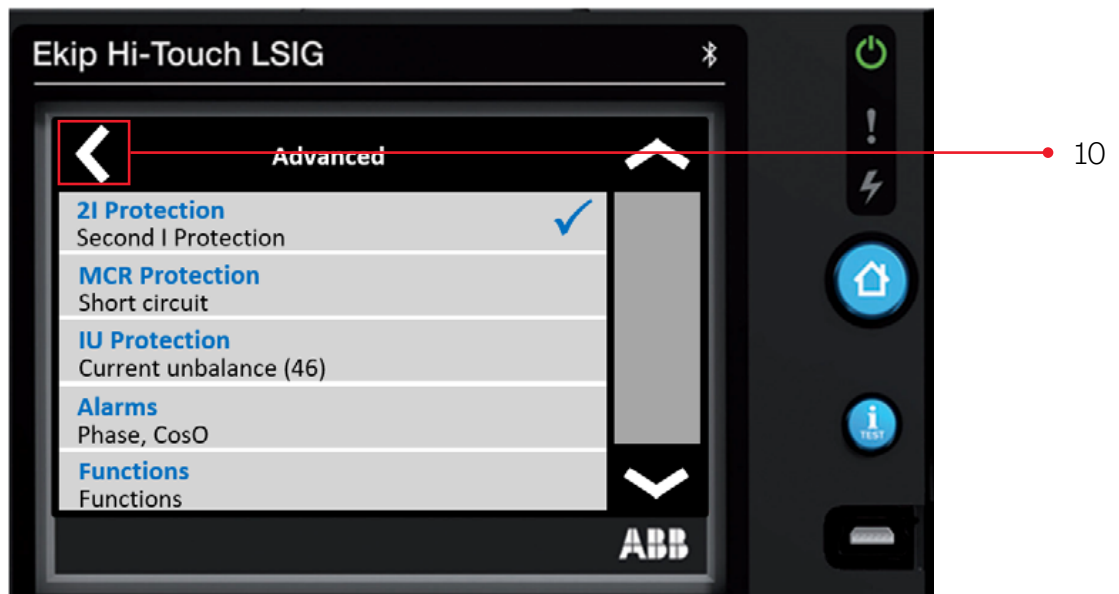 Ekip Hi-Touch LSIG
Advanced
10
2I Protection
Second I Protection
MCR Protection
Short circuit
IU Protection
Current unbalance (46)
Alarms
Phase, CosO
Functions
Functions
i
TEST
ABB